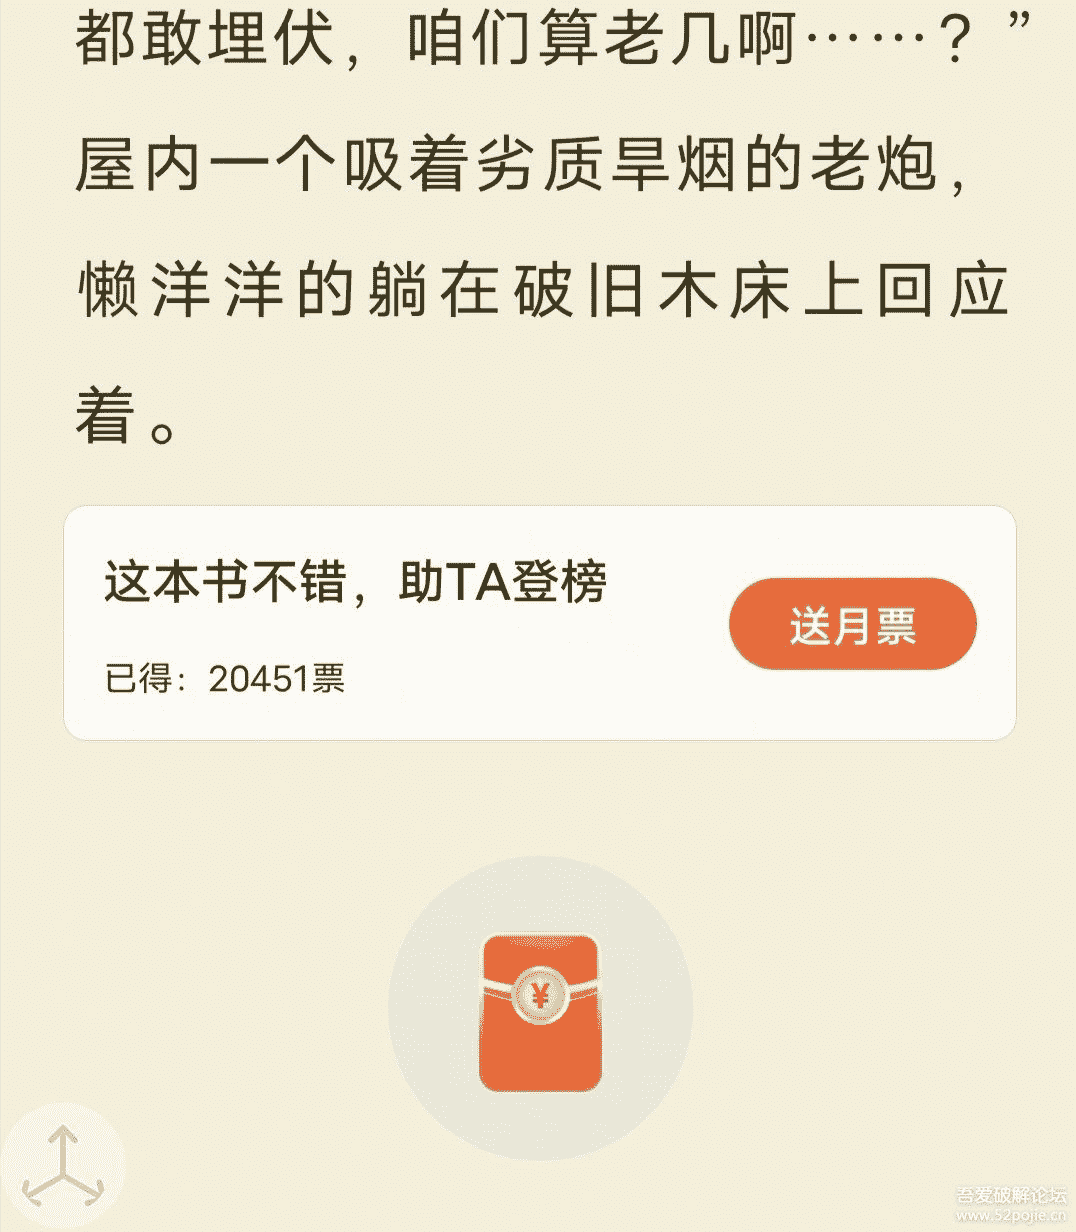 都敢埋伏，咱们算老几啊……？”
屋内一个吸着劣质旱烟的老炮，
懒洋洋的躺在破旧木床上回应
着。
这本书不错，助TA登榜
送月票
已得：20451票
¥
吾爱破解论坛
www.52pojie.cn